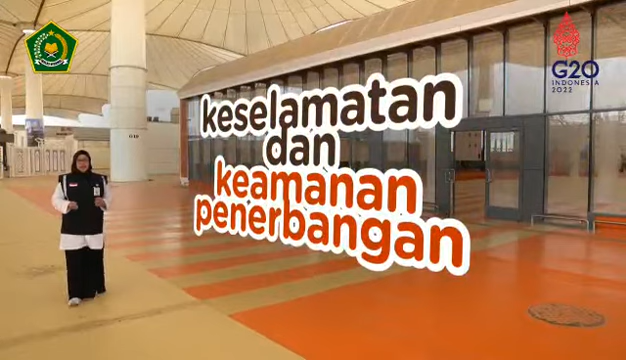 G20
INDONESIA
2022
keselamatan
dan
keamanan
penerbangan